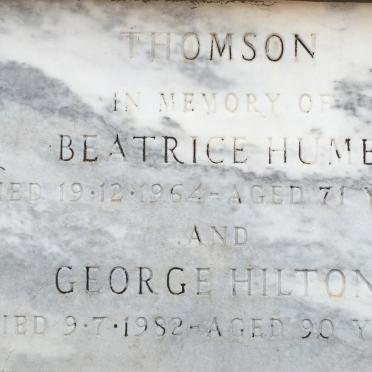 THOMSON
IN MEMORY OF
BEATRICE HUME
IED 19·12·1964-AGED 71 Y
AND
GEORGE HILTON
IED 9·7·1982-AGED 90 Y